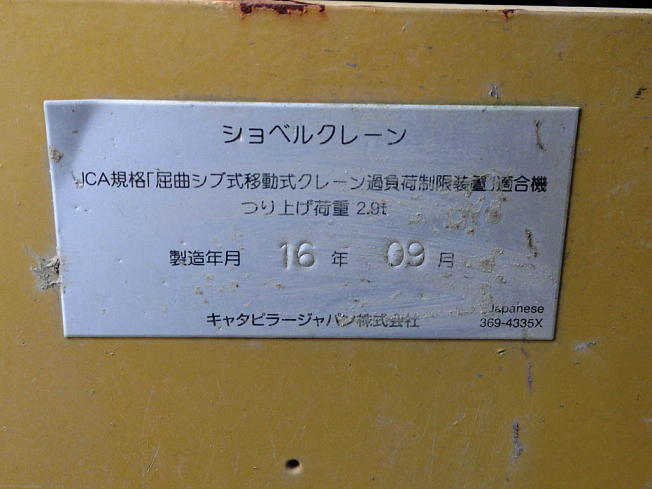 ショベルクレーン
JCA規格「屈曲ジブ式移動式クレーン過負荷制限装置」適合機
つり上げ荷重 2.9t
製造年月 16 年 09 月
キャタピラージャパン株式会社
Japanese
369-4335X